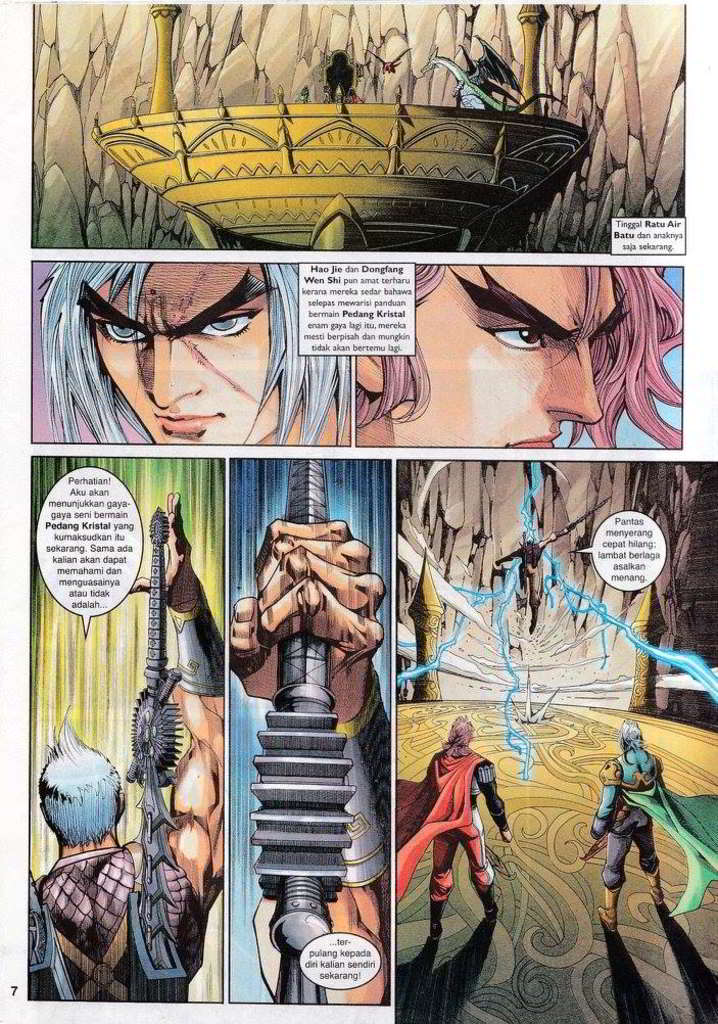 Tinggal Ratu Air
Batu dan anaknya
saja sekarang.
Hao Jie dan Dongfang
Wen Shi pun amat terharu
kerana mereka sedar bahawa
selepas mewarisi panduan
bermain Pedang Kristal
enam gaya lagi itu, mereka
mesti berpisah dan mungkin
tidak akan bertemu lagi.
Perhatian!
Aku akan
menunjukkan gaya-
gaya seni bermain
Pedang Kristal yang
kumaksudkan itu
sekarang. Sama ada
kalian akan dapat
memahami dan
menguasainya
atau tidak
adalah...
...ter-
pulang kepada
diri kalian sendiri
sekarang!
Pantas
menyerang
cepat hilang;
lambat berlaga
asalkan
menang.
7